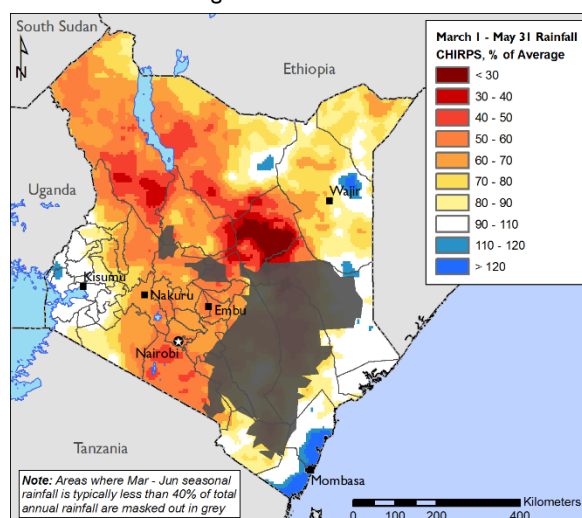 South Sudan
N
Ethiopia
March 1 - May 31 Rainfall
CHIRPS, % of Average
< 30
30 - 40
40 - 50
50 - 60
60 - 70
70 - 80
80 - 90
90 - 110
110 - 120
> 120
Uganda
Wajir
Kisumu
Nakuru
Embu
Nairobi
Tanzania
Mombasa
Note: Areas where Mar - Jun seasonal
rainfall is typically less than 40% of total
annual rainfall are masked out in grey
Kilometers
0 100 200 400